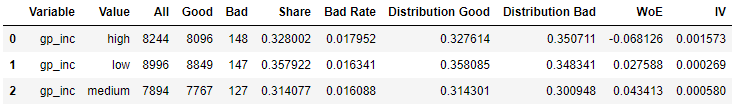 Variable Value All Good Bad Share Bad Rate Distribution Good Distribution Bad WoE IV
0 gp_inc high 8244 8096 148 0.328002 0.017952 0.327614 0.350711 -0.068126 0.001573
1 gp_inc low 8996 8849 147 0.357922 0.016341 0.358085 0.348341 0.027588 0.000269
2 gp_inc medium 7894 7767 127 0.314077 0.016088 0.314301 0.300948 0.043413 0.000580